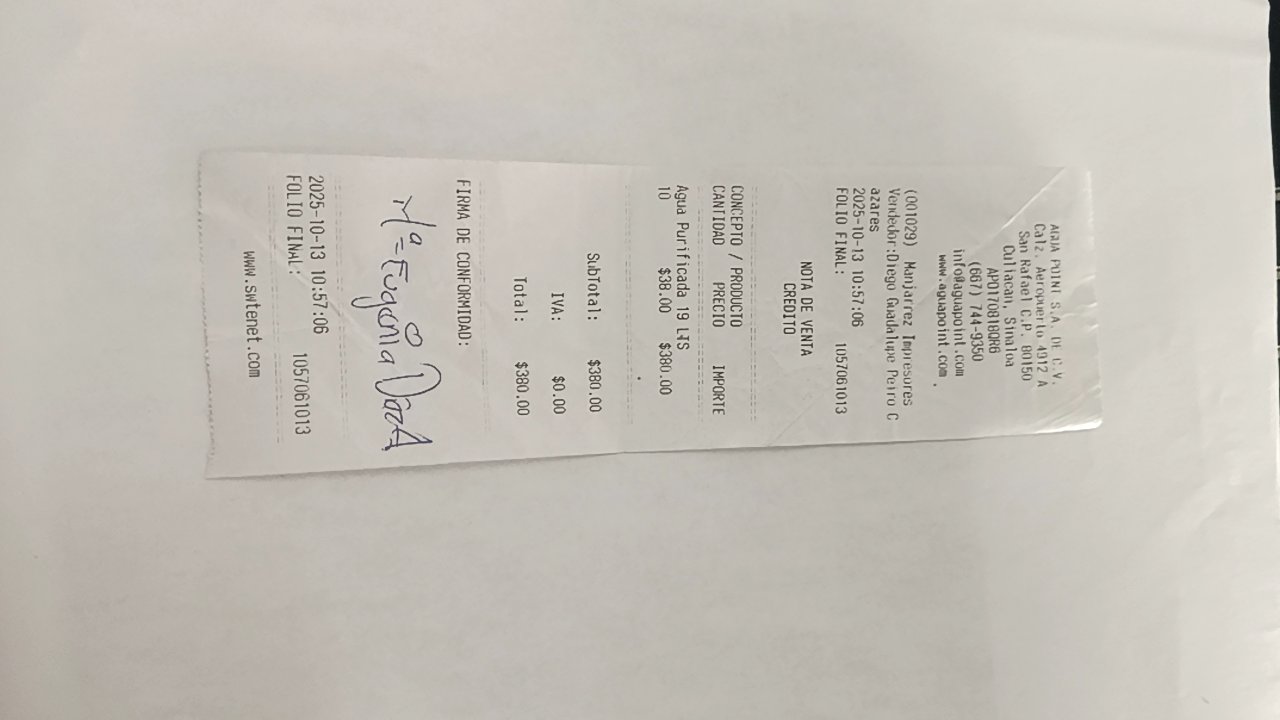 AGUA POINT S.A. DE C.V.
Calz. Aeropuerto 4912 A
San Rafael C.P. 80150
Culiacan, Sinaloa
APO170818QR6
(667) 744-9350
info@aguapoint.com
www.aguapoint.com
(001029) Manjarrez Impresores
Vendedor:Diego Guadalupe Peiro C
azares
2025-10-13 10:57:06
FOLIO FINAL: 1057061013
NOTA DE VENTA
CREDITO
CONCEPTO / PRODUCTO
CANTIDAD PRECIO IMPORTE
Agua Purificada 19 LTS
10 $38.00 $380.00
SubTotal: $380.00
IVA: $0.00
Total: $380.00
FIRMA DE CONFORMIDAD:
Mª= Eugenia
2025-10-13 10:57:06
FOLIO FINAL: 1057061013
www.swtenet.com